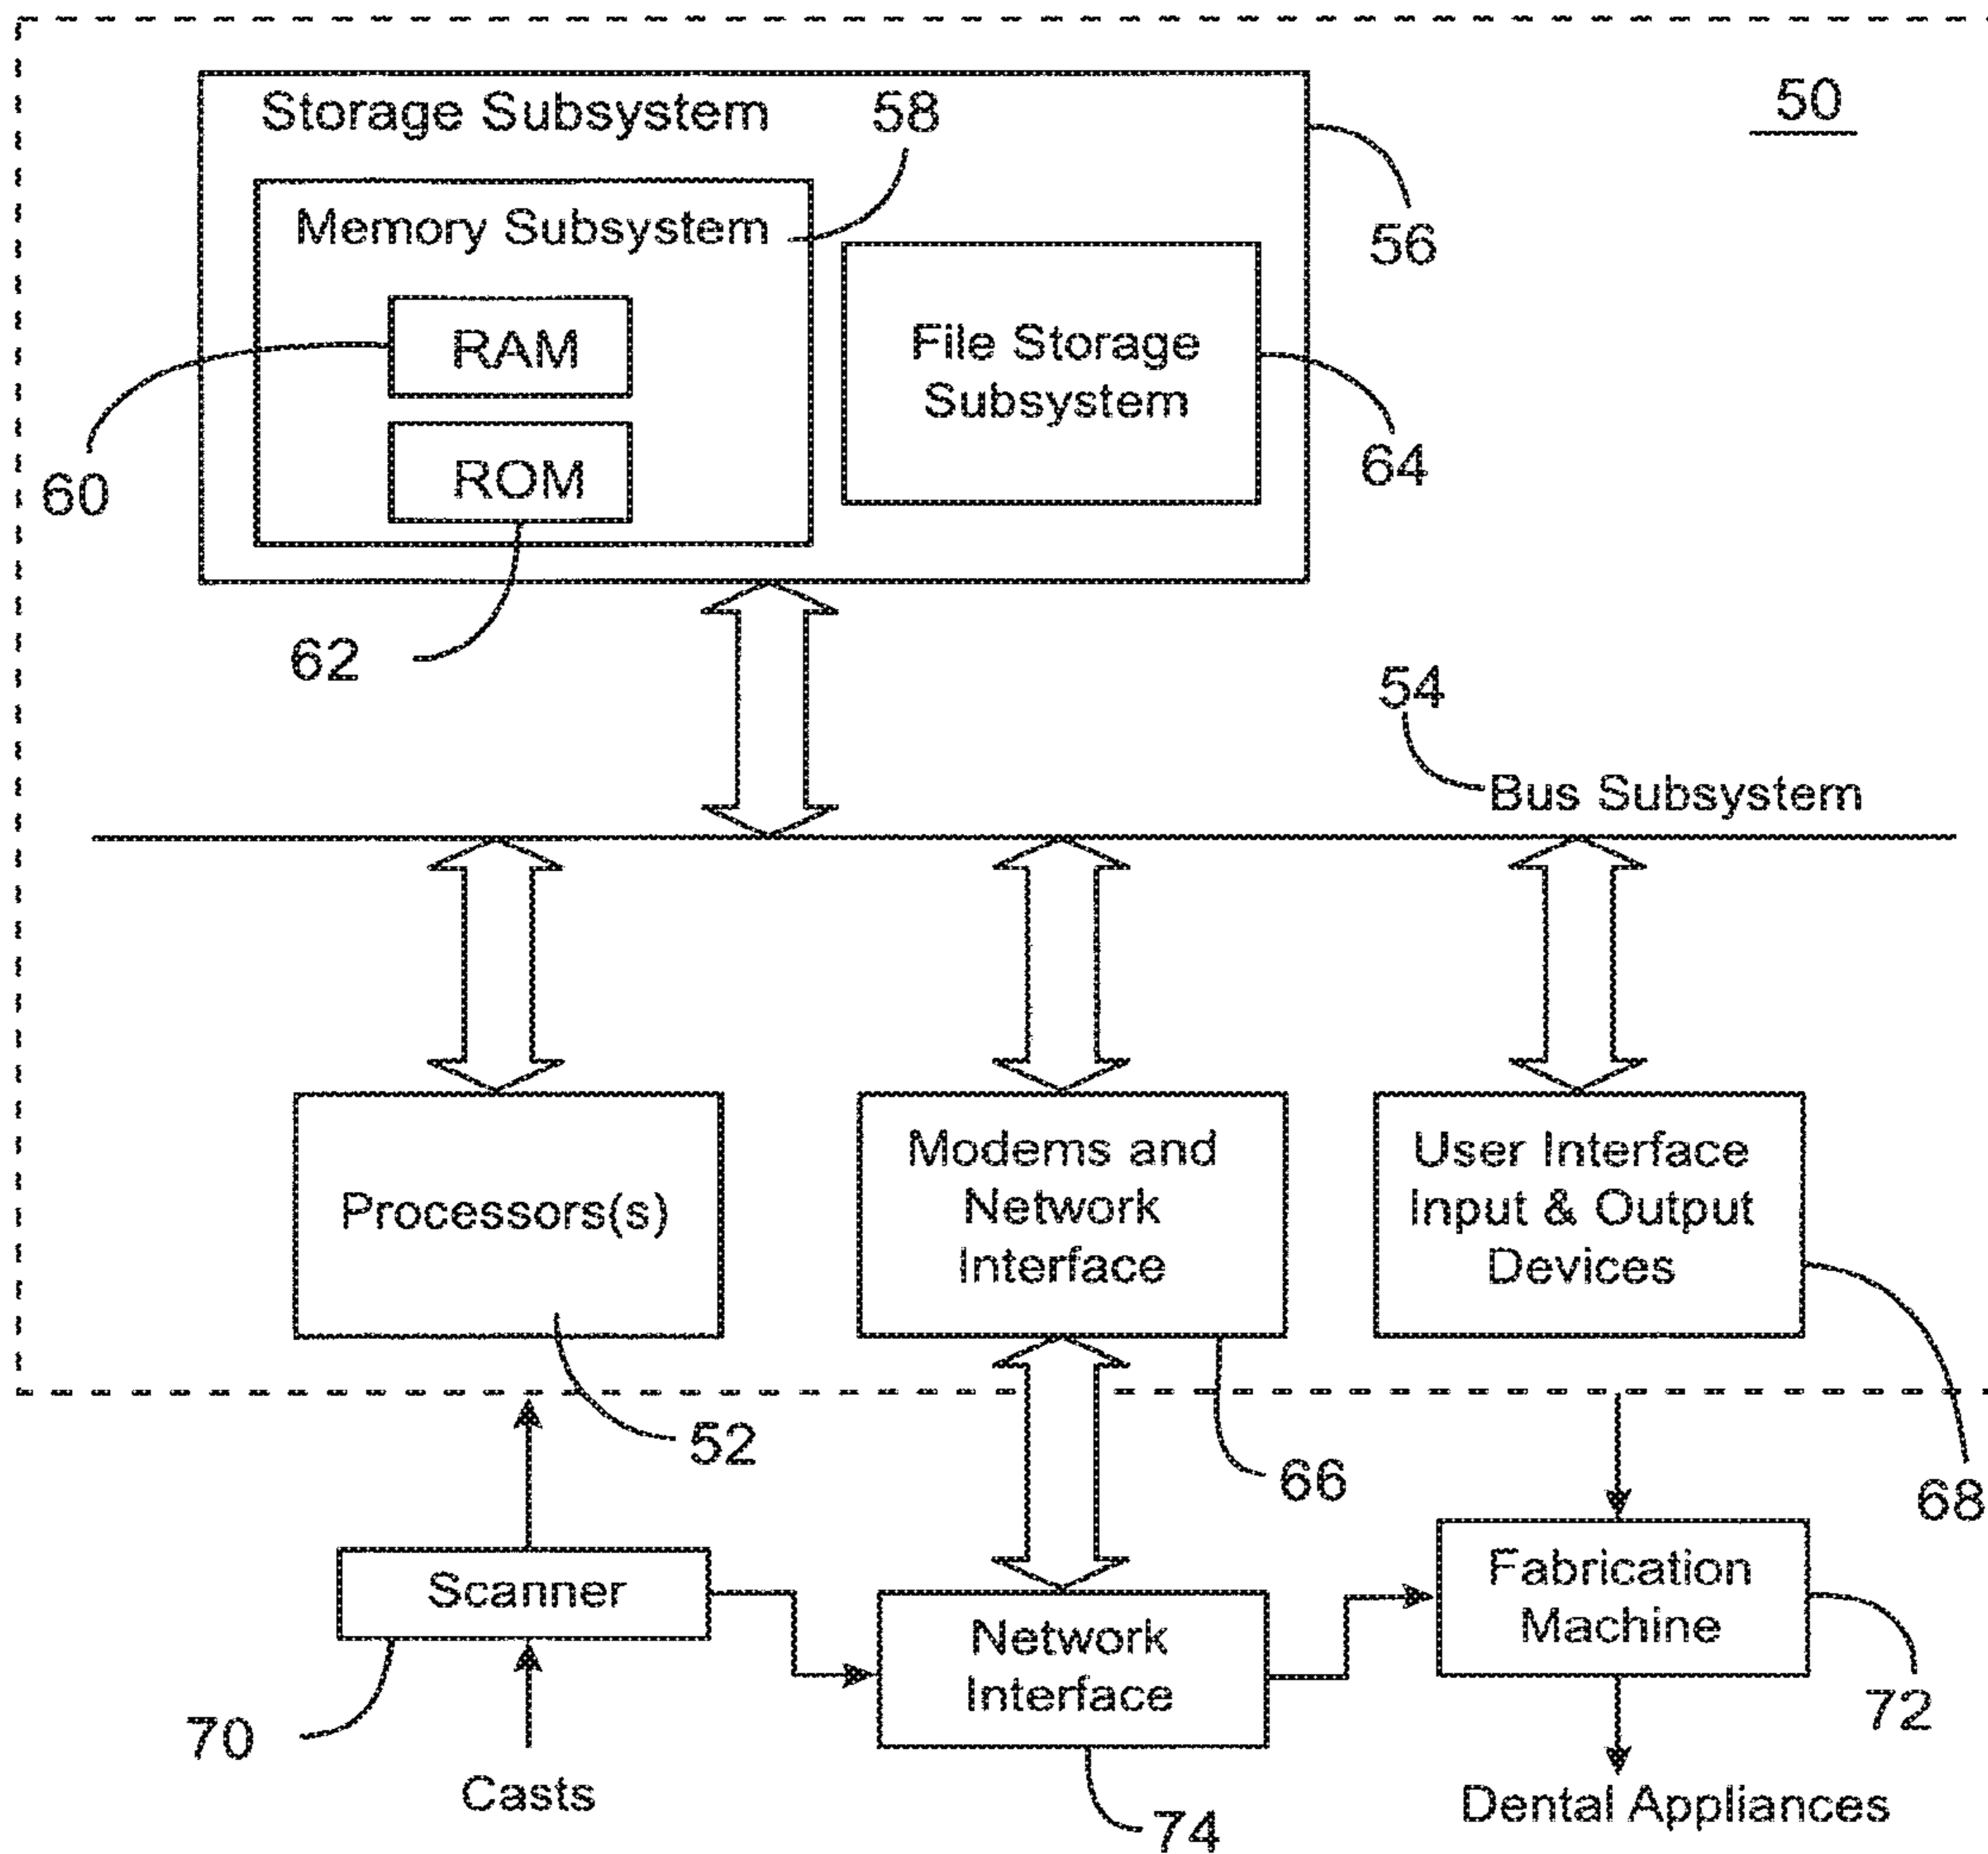 50
Storage Subsystem
58
56
Memory Subsystem
RAM
60
ROM
62
File Storage
Subsystem
64
54
Bus Subsystem
Processors(s)
52
Modems and
Network
Interface
66
User Interface
Input & Output
Devices
68
Scanner
70
Casts
Network
Interface
74
Fabrication
Machine
72
Dental Appliances